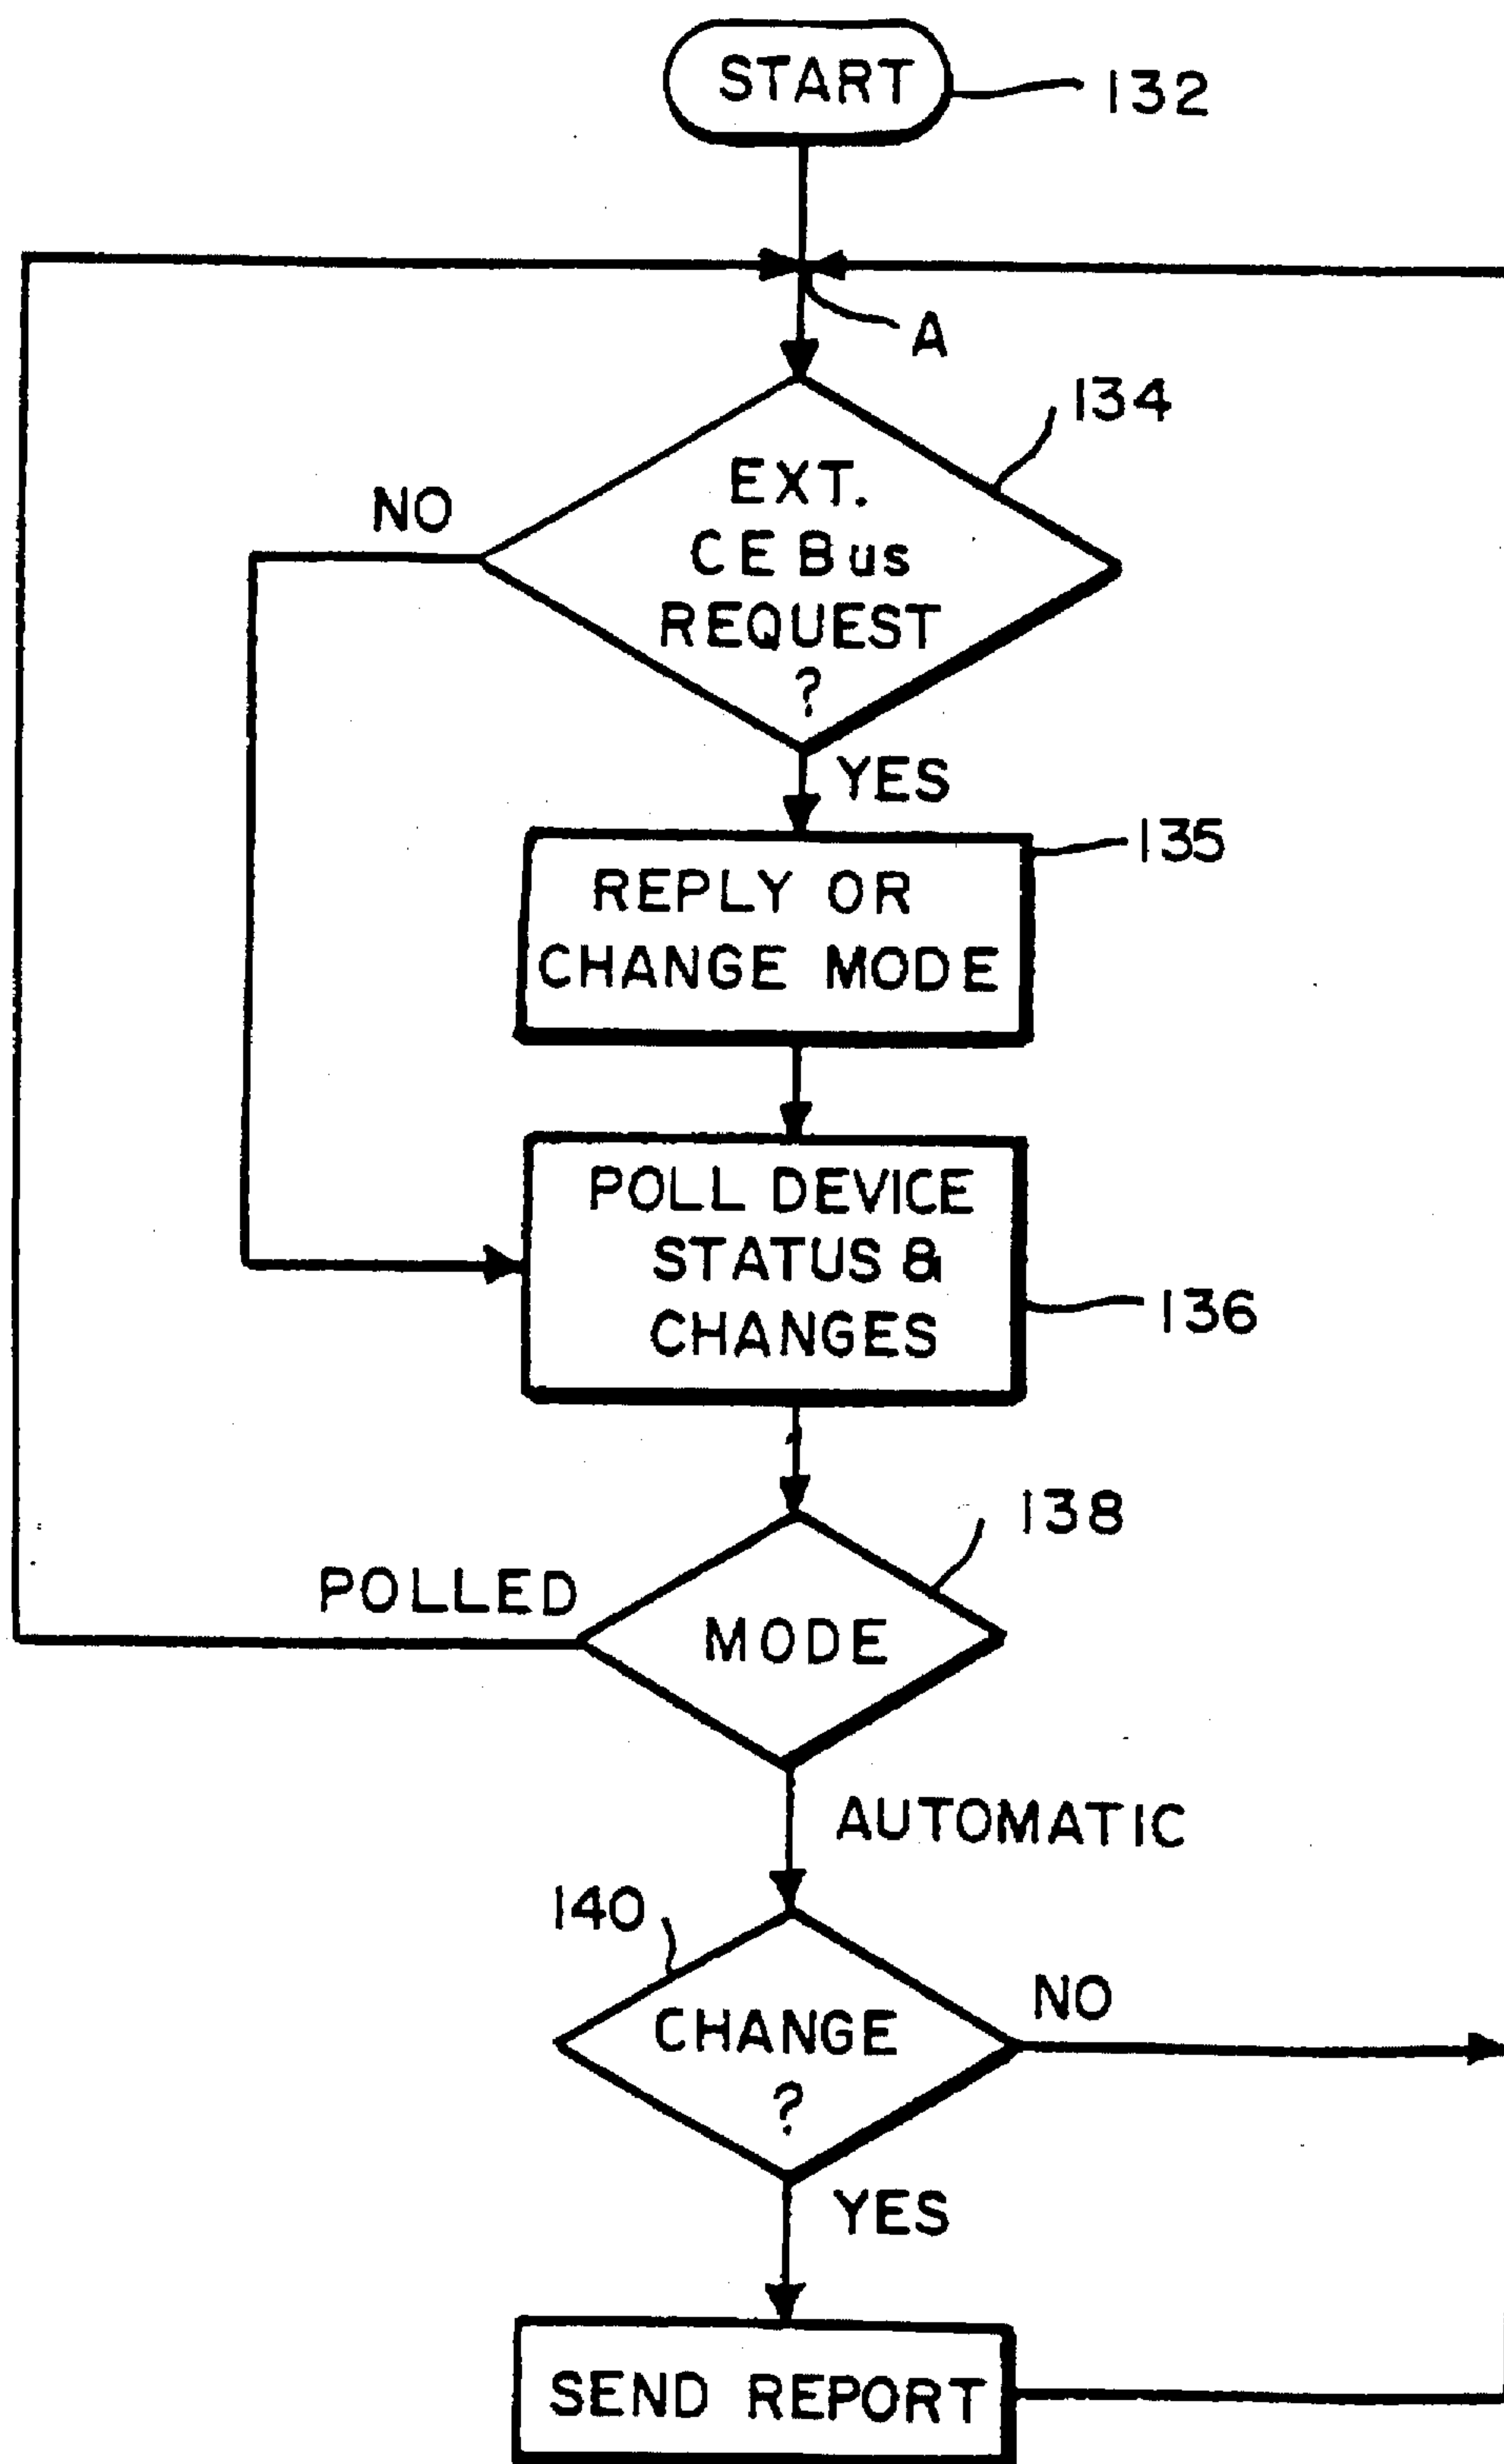 START
132
A
134
NO
EXT.
CEBus
REQUEST
?
YES
135
REPLY OR
CHANGE MODE
POLL DEVICE
STATUS &
CHANGES
136
138
POLLED
MODE
AUTOMATIC
140
NO
CHANGE
?
YES
SEND REPORT